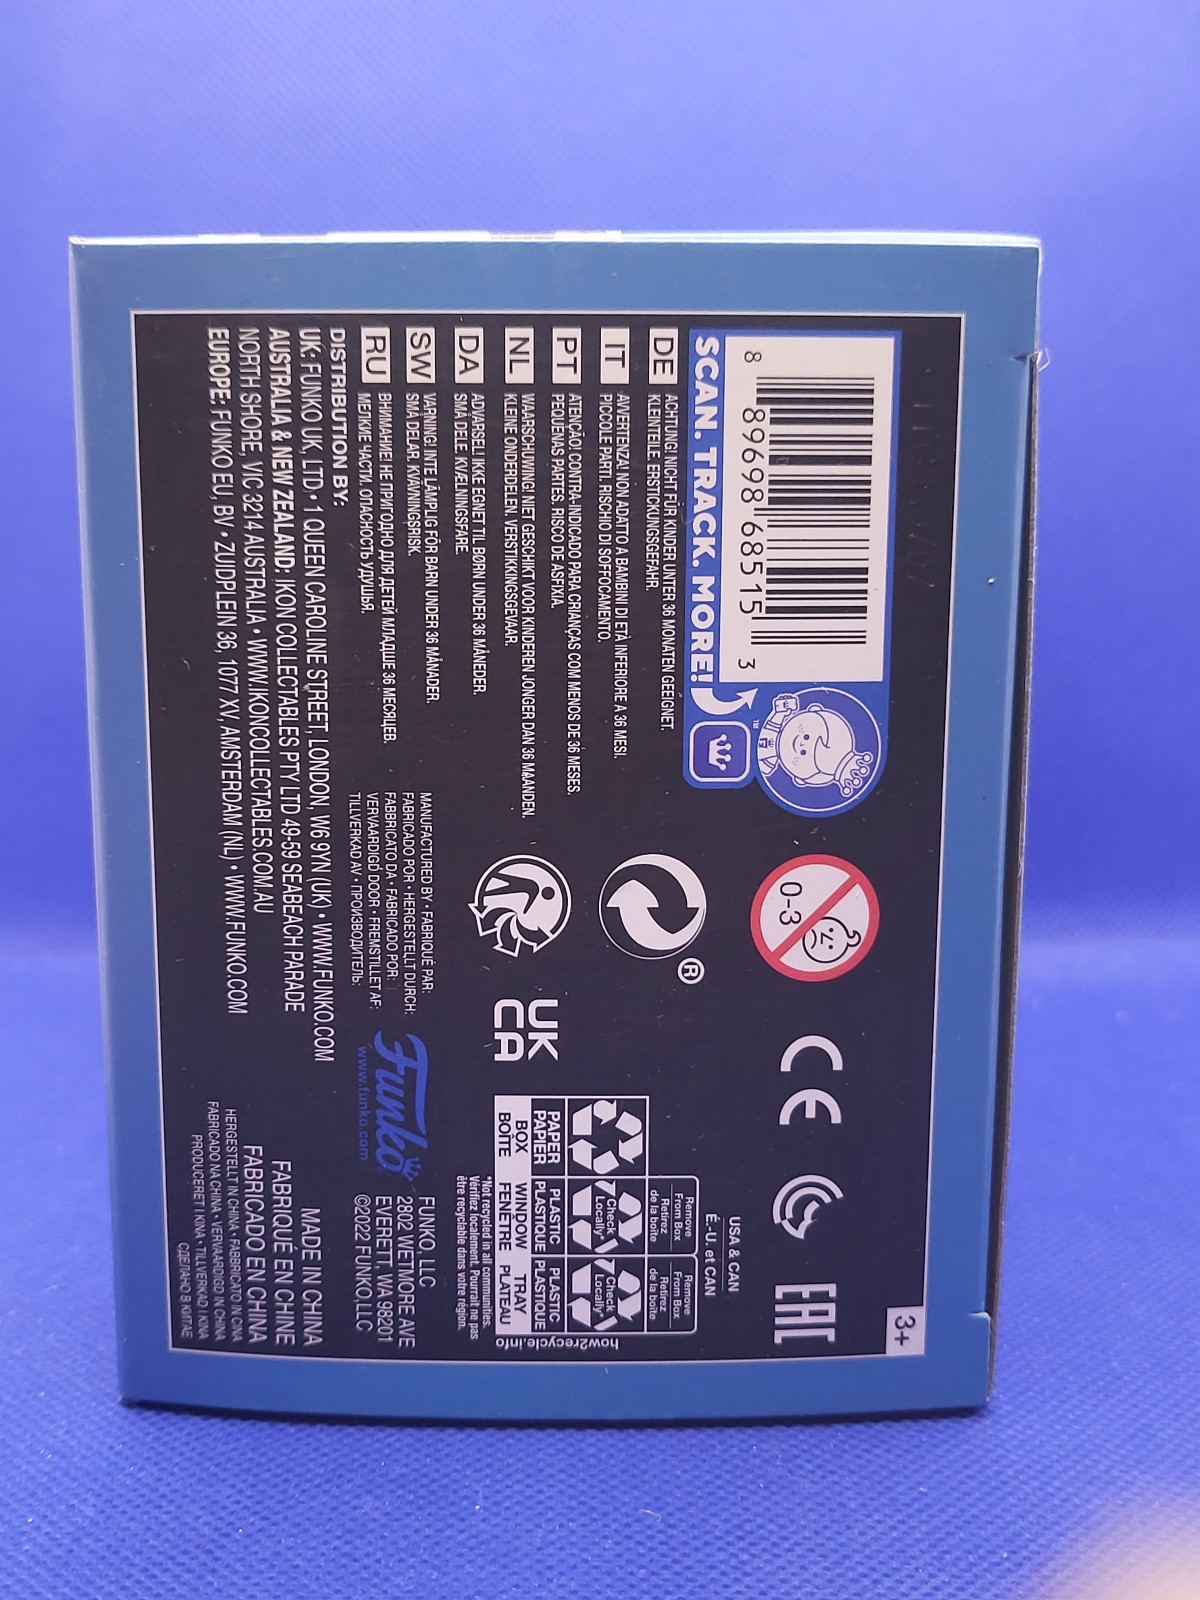 8 89698 68515 3
SCAN. TRACK. MORE!
TM
DE
ACHTUNG! NICHT FÜR KINDER UNTER 36 MONATEN GEEIGNET.
KLEINTEILE. ERSTICKUNGSGEFAHR.
IT
AVVERTENZA! NON ADATTO A BAMBINI DI ETÀ INFERIORE A 36 MESI.
PICCOLE PARTI. RISCHIO DI SOFFOCAMENTO.
PT
ATENÇÃO! CONTRA-INDICADO PARA CRIANÇAS COM MENOS DE 36 MESES.
PEQUENAS PARTES. RISCO DE ASFIXIA.
NL
WAARSCHUWING! NIET GESCHIKT VOOR KINDEREN JONGER DAN 36 MAANDEN.
KLEINE ONDERDELEN. VERSTIKKINGSGEVAAR.
DA
ADVARSEL! IKKE EGNET TIL BØRN UNDER 36 MÅNEDER.
SMÅ DELE. KVÆLNINGSFARE.
SW
VARNING! INTE LÄMPLIG FÖR BARN UNDER 36 MÅNADER.
SMÅ DELAR. KVÄVNINGSRISK.
RU
ВНИМАНИЕ! НЕ ПРИГОДНО ДЛЯ ДЕТЕЙ МЛАДШЕ 36 МЕСЯЦЕВ.
МЕЛКИЕ ЧАСТИ. ОПАСНОСТЬ УДУШЬЯ.
DISTRIBUTION BY:
UK: FUNKO UK, LTD. • 1 QUEEN CAROLINE STREET, LONDON, W6 9YN (UK) • WWW.FUNKO.COM
AUSTRALIA & NEW ZEALAND: IKON COLLECTABLES PTY LTD 49-59 SEABEACH PARADE
NORTH SHORE, VIC 3214 AUSTRALIA • WWW.IKONCOLLECTABLES.COM.AU
EUROPE: FUNKO EU, BV • ZUIDPLEIN 36, 1077 XV, AMSTERDAM (NL) • WWW.FUNKO.COM
0-3
CE
EAC
3+
®
UK
CA
USA & CAN
É.-U. et CAN
Remove
From Box
Retirez
de la boîte
Remove
From Box
Retirez
de la boîte
Check
Locally*
Check
Locally*
PAPER
PAPIER
PLASTIC
PLASTIQUE
PLASTIC
PLASTIQUE
BOX
BOÎTE
WINDOW
FENÊTRE
TRAY
PLATEAU
how2recycle.info
*Not recycled in all communities.
Vérifiez localement. Pourrait ne pas
être recyclable dans votre région.
MANUFACTURED BY • FABRIQUÉ PAR:
FABRICADO POR • HERGESTELLT DURCH:
FABBRICATO DA • FABRICADO POR:
VERVAARDIGD DOOR • FREMSTILLET AF:
TILLVERKAD AV • ПРОИЗВОДИТЕЛЬ:
Funko
www.funko.com
FUNKO, LLC
2802 WETMORE AVE
EVERETT, WA 98201
©2022 FUNKO, LLC
MADE IN CHINA
FABRIQUÉ EN CHINE
FABRICADO EN CHINA
HERGESTELLT IN CHINA • FABBRICATO IN CINA
FABRICADO NA CHINA • VERVAARDIGD IN CHINA
PRODUCERET I KINA • TILLVERKAD I KINA
СДЕЛАНО В КИТАЕ